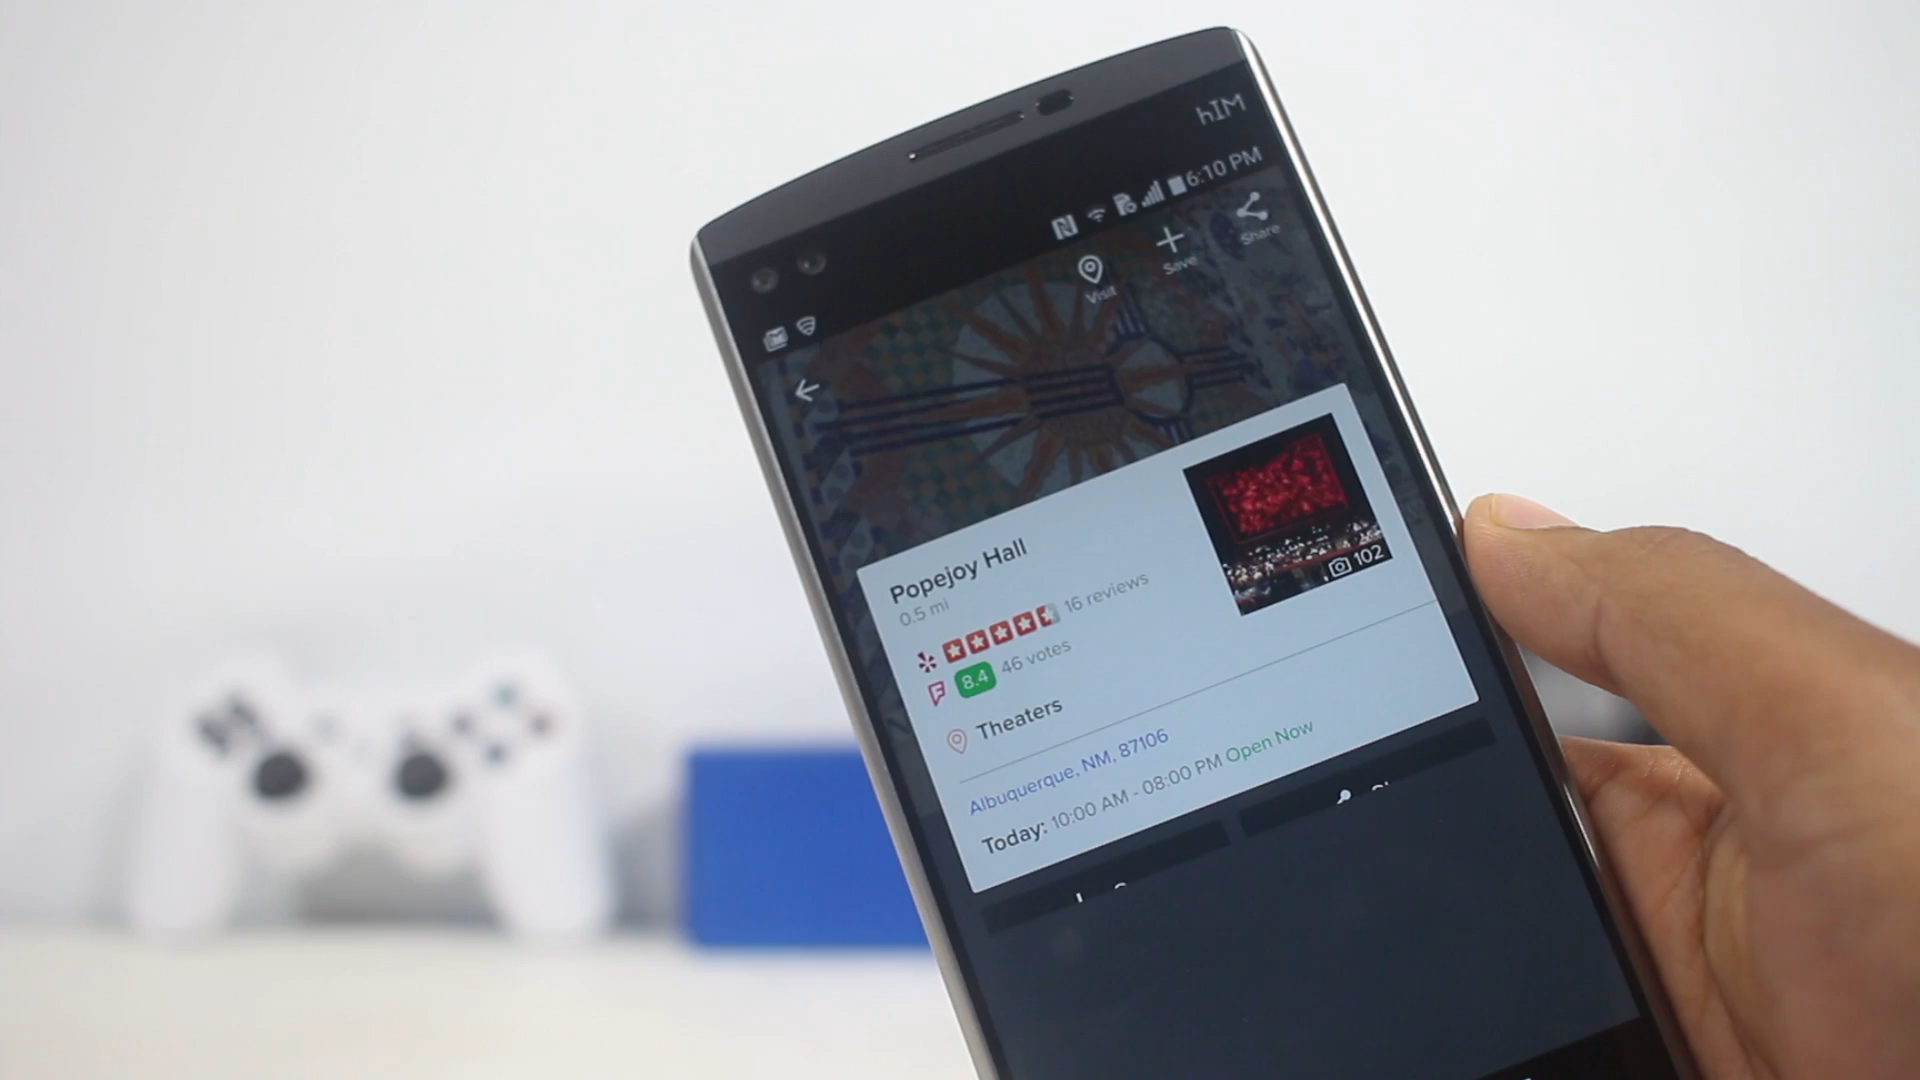 hIM
6:10 PM
Visit
Save
Share
Popejoy Hall
0.5 mi
16 reviews
8.4 46 votes
102
Theaters
Albuquerque, NM, 87106
Today: 10:00 AM - 08:00 PM Open Now